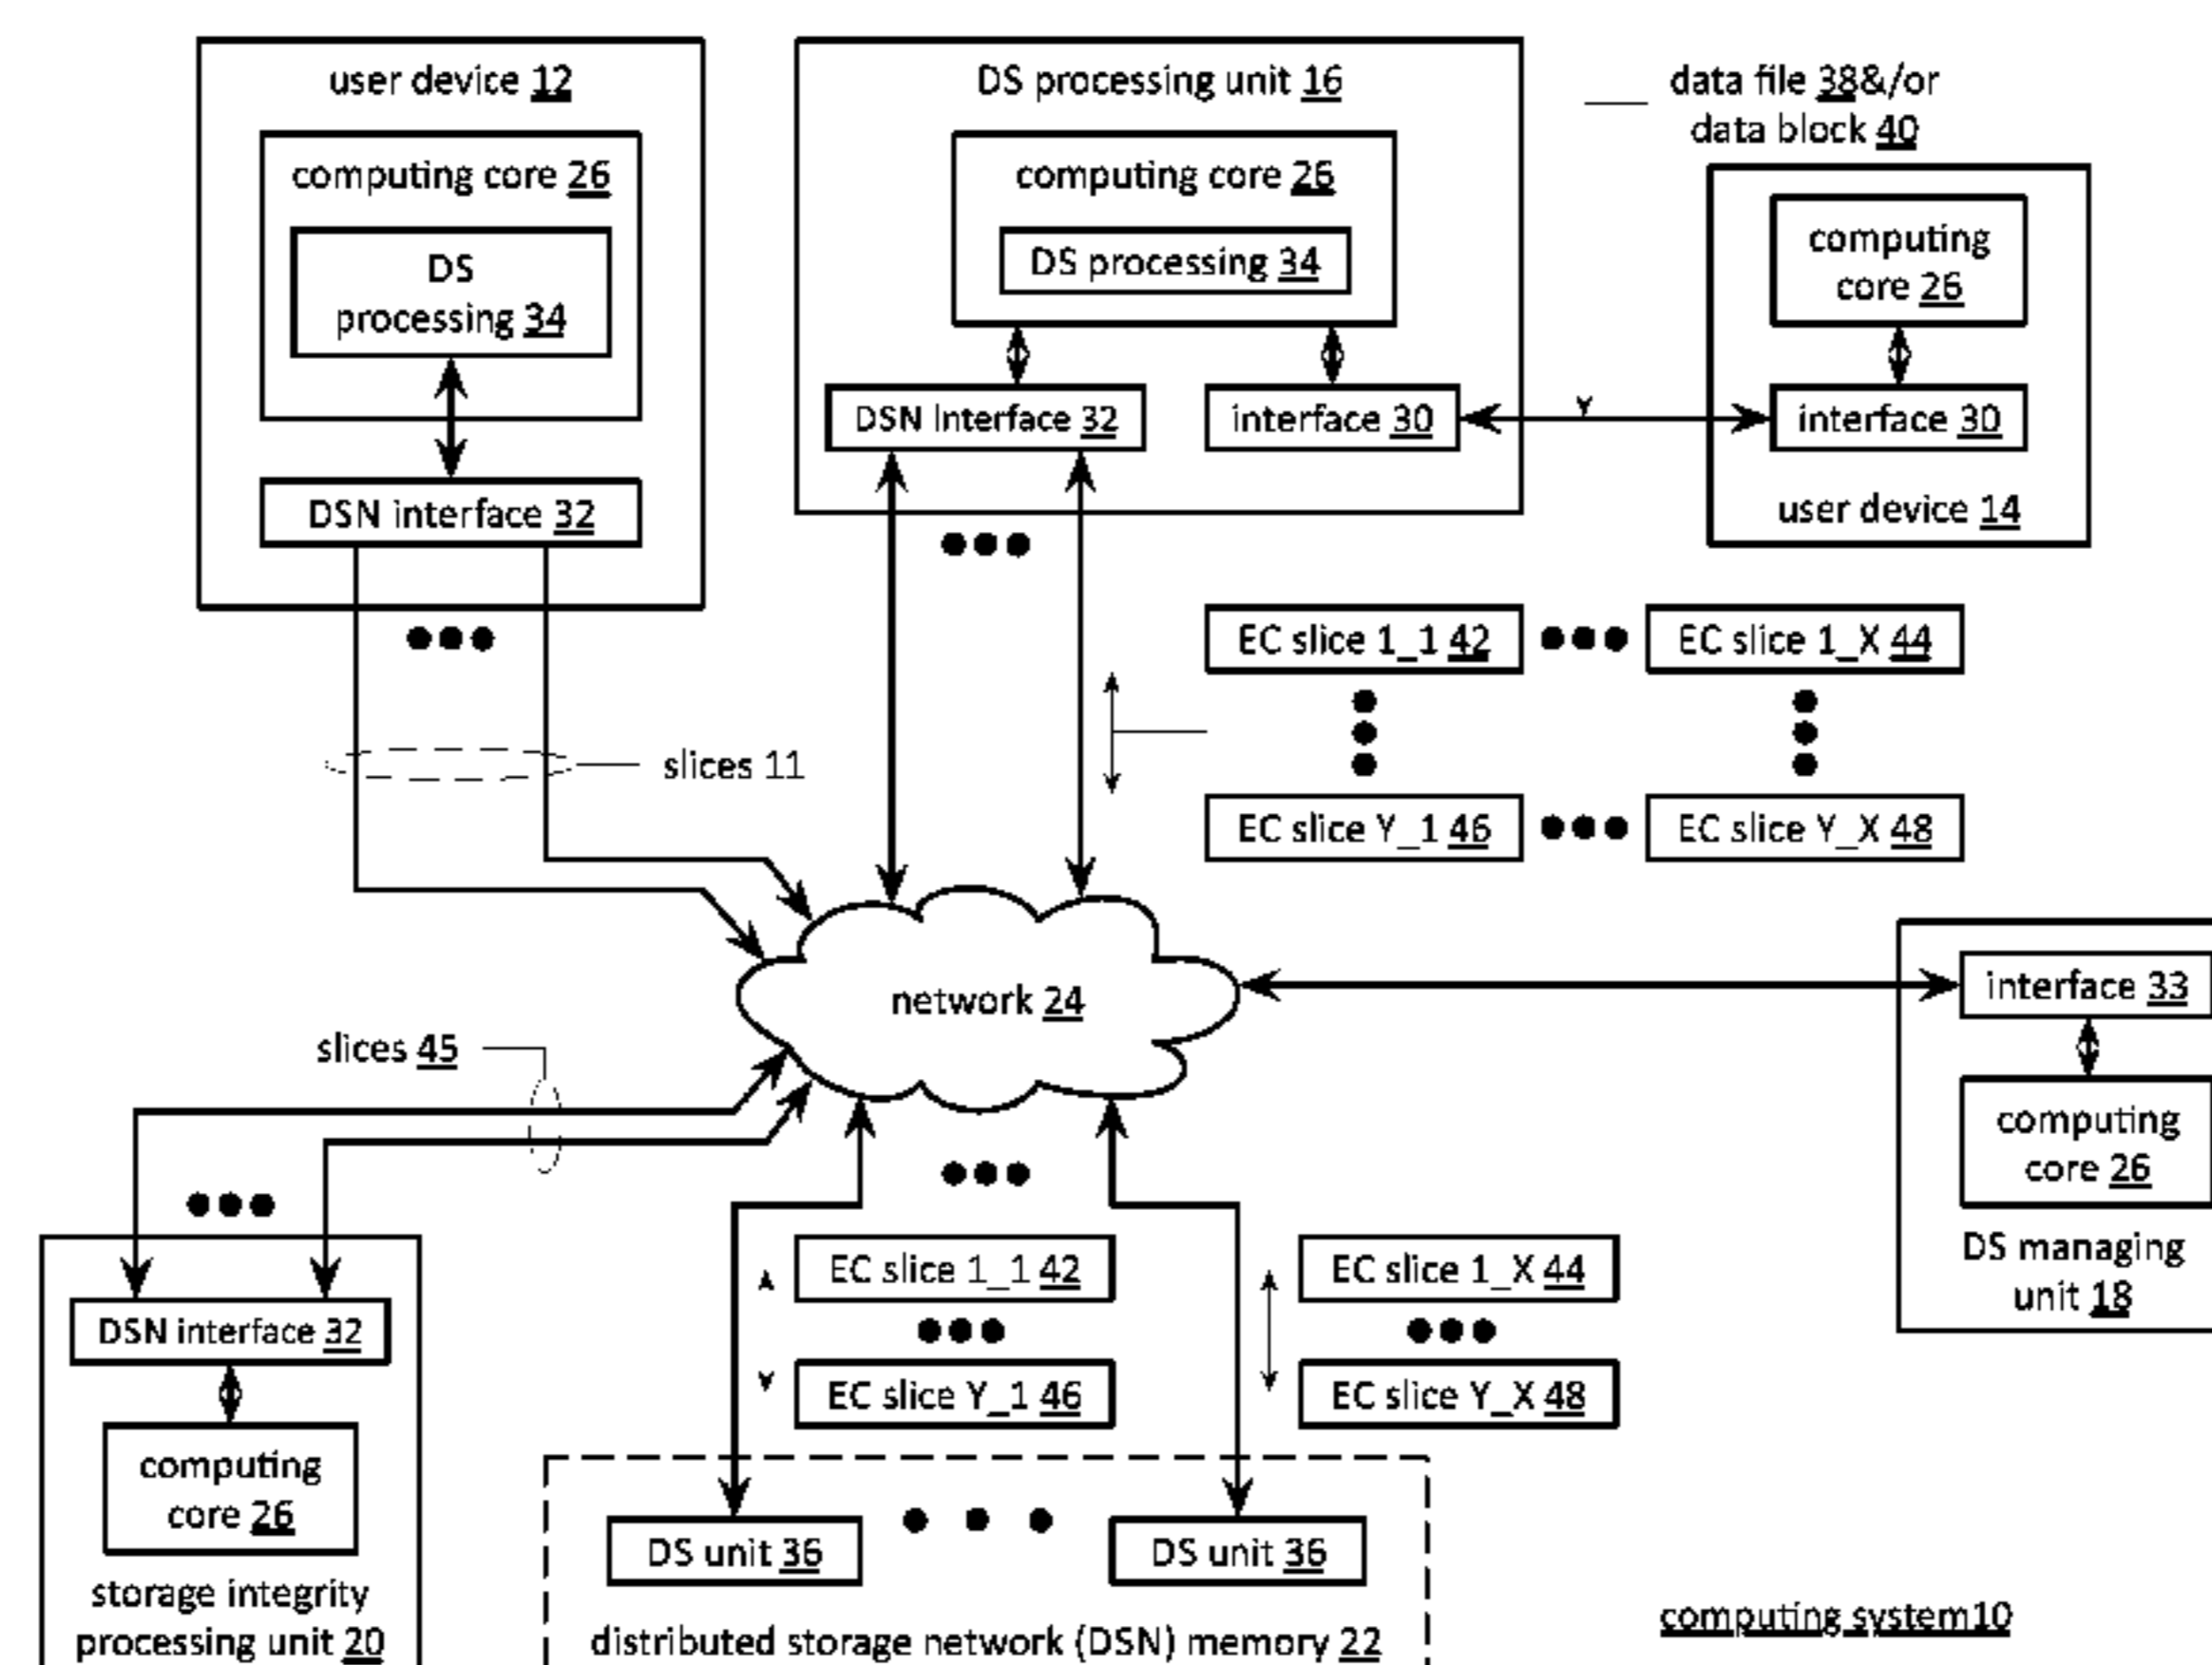 user device 12
computing core 26
DS
processing 34
DSN interface 32
DS processing unit 16
computing core 26
DS processing 34
DSN Interface 32
interface 30
data file 38&/or
data block 40
computing
core 26
interface 30
user device 14
EC slice 1_1 42
EC slice 1_X 44
EC slice Y_1 46
EC slice Y_X 48
slices 11
network 24
interface 33
computing
core 26
DS managing
unit 18
slices 45
DSN interface 32
computing
core 26
storage integrity
processing unit 20
EC slice 1_1 42
EC slice 1_X 44
EC slice Y_1 46
EC slice Y_X 48
DS unit 36
DS unit 36
distributed storage network (DSN) memory 22
computing system10